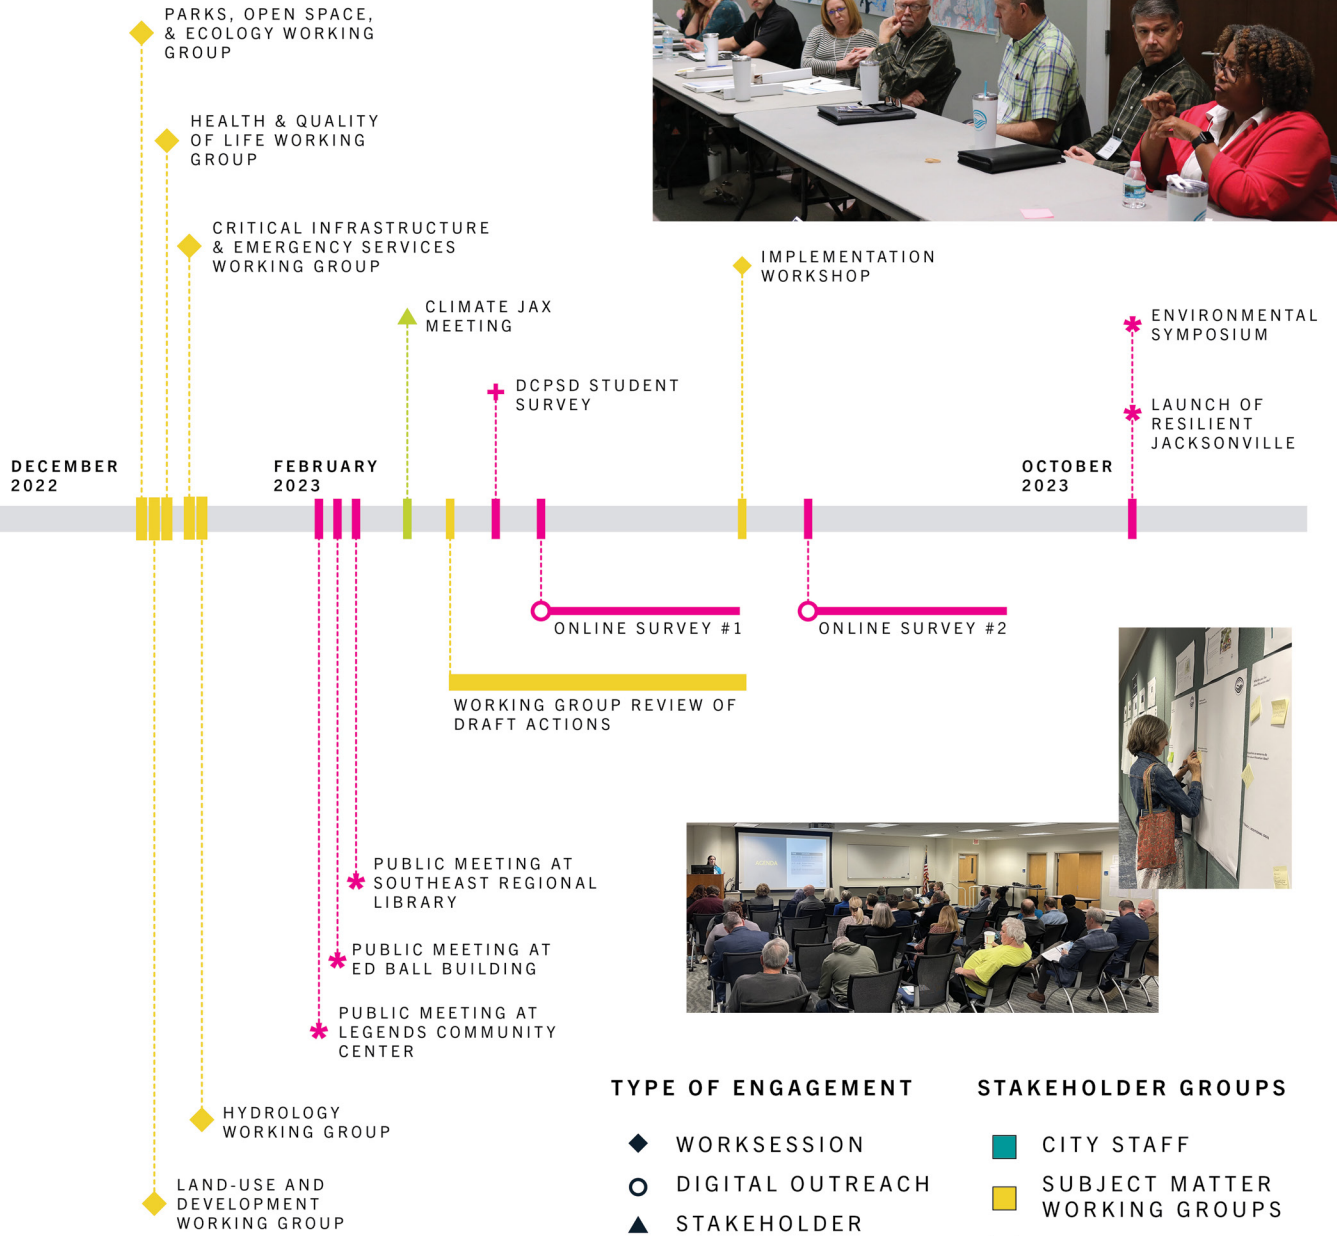 PARKS, OPEN SPACE,
& ECOLOGY WORKING
GROUP
HEALTH & QUALITY
OF LIFE WORKING
GROUP
CRITICAL INFRASTRUCTURE
& EMERGENCY SERVICES
WORKING GROUP
CLIMATE JAX
MEETING
DCPSD STUDENT
SURVEY
IMPLEMENTATION
WORKSHOP
ENVIRONMENTAL
SYMPOSIUM
LAUNCH OF
RESILIENT
JACKSONVILLE
DECEMBER
2022
FEBRUARY
2023
OCTOBER
2023
ONLINE SURVEY #1
ONLINE SURVEY #2
WORKING GROUP REVIEW OF
DRAFT ACTIONS
PUBLIC MEETING AT
SOUTHEAST REGIONAL
LIBRARY
PUBLIC MEETING AT
ED BALL BUILDING
PUBLIC MEETING AT
LEGENDS COMMUNITY
CENTER
HYDROLOGY
WORKING GROUP
LAND-USE AND
DEVELOPMENT
WORKING GROUP
AGENDA
TYPE OF ENGAGEMENT
WORKSESSION
DIGITAL OUTREACH
STAKEHOLDER
STAKEHOLDER GROUPS
CITY STAFF
SUBJECT MATTER
WORKING GROUPS